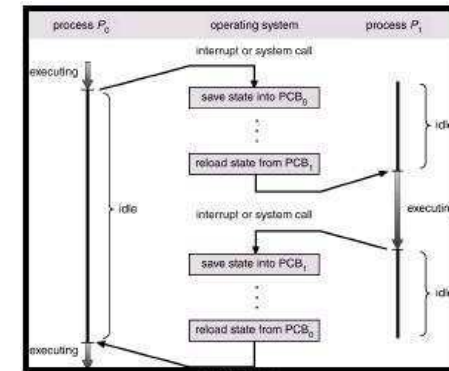 process P0 operating system process P1
interrupt or system call
executing
save state into PCB0
idle
reload state from PCB1
idle
interrupt or system call
executing
save state into PCB1
idle
reload state from PCB0
executing